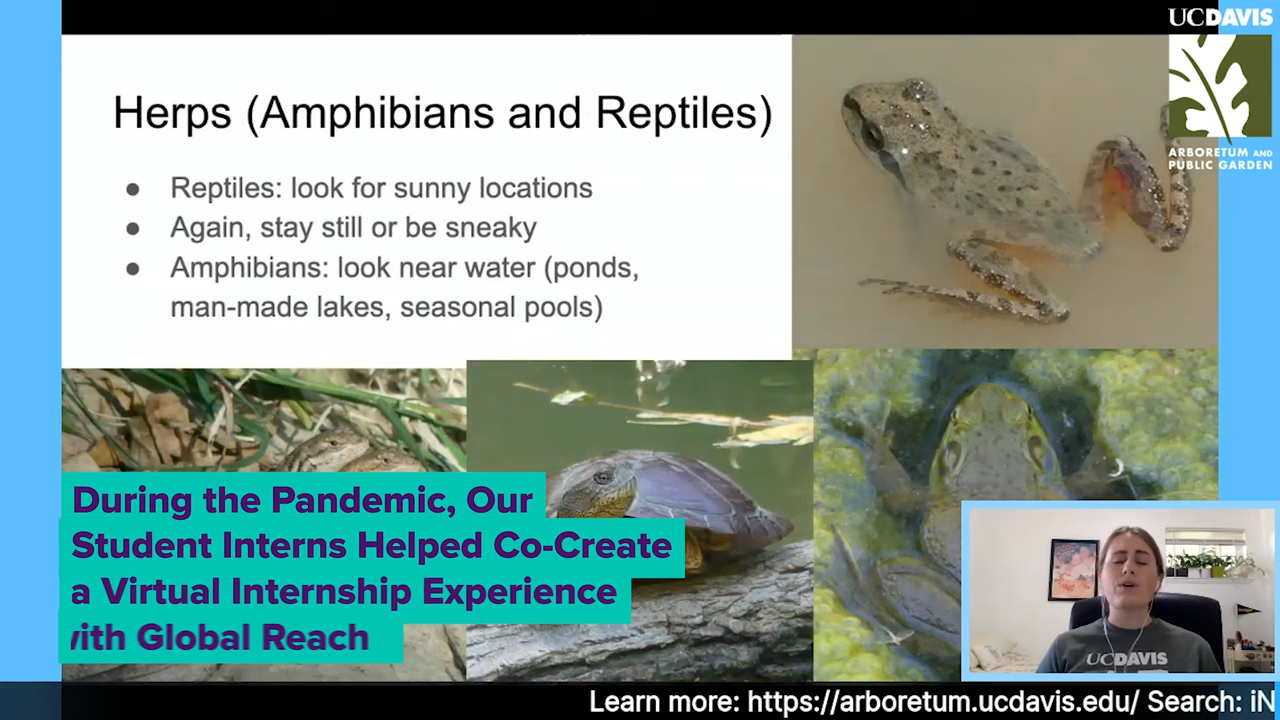 UCDAVIS
ARBORETUM AND
PUBLIC GARDEN
Herps (Amphibians and Reptiles)
● Reptiles: look for sunny locations
● Again, stay still or be sneaky
● Amphibians: look near water (ponds,
man-made lakes, seasonal pools)
During the Pandemic, Our
Student Interns Helped Co-Create
a Virtual Internship Experience
with Global Reach
UCDAVIS
Learn more: https://arboretum.ucdavis.edu/ Search: iN